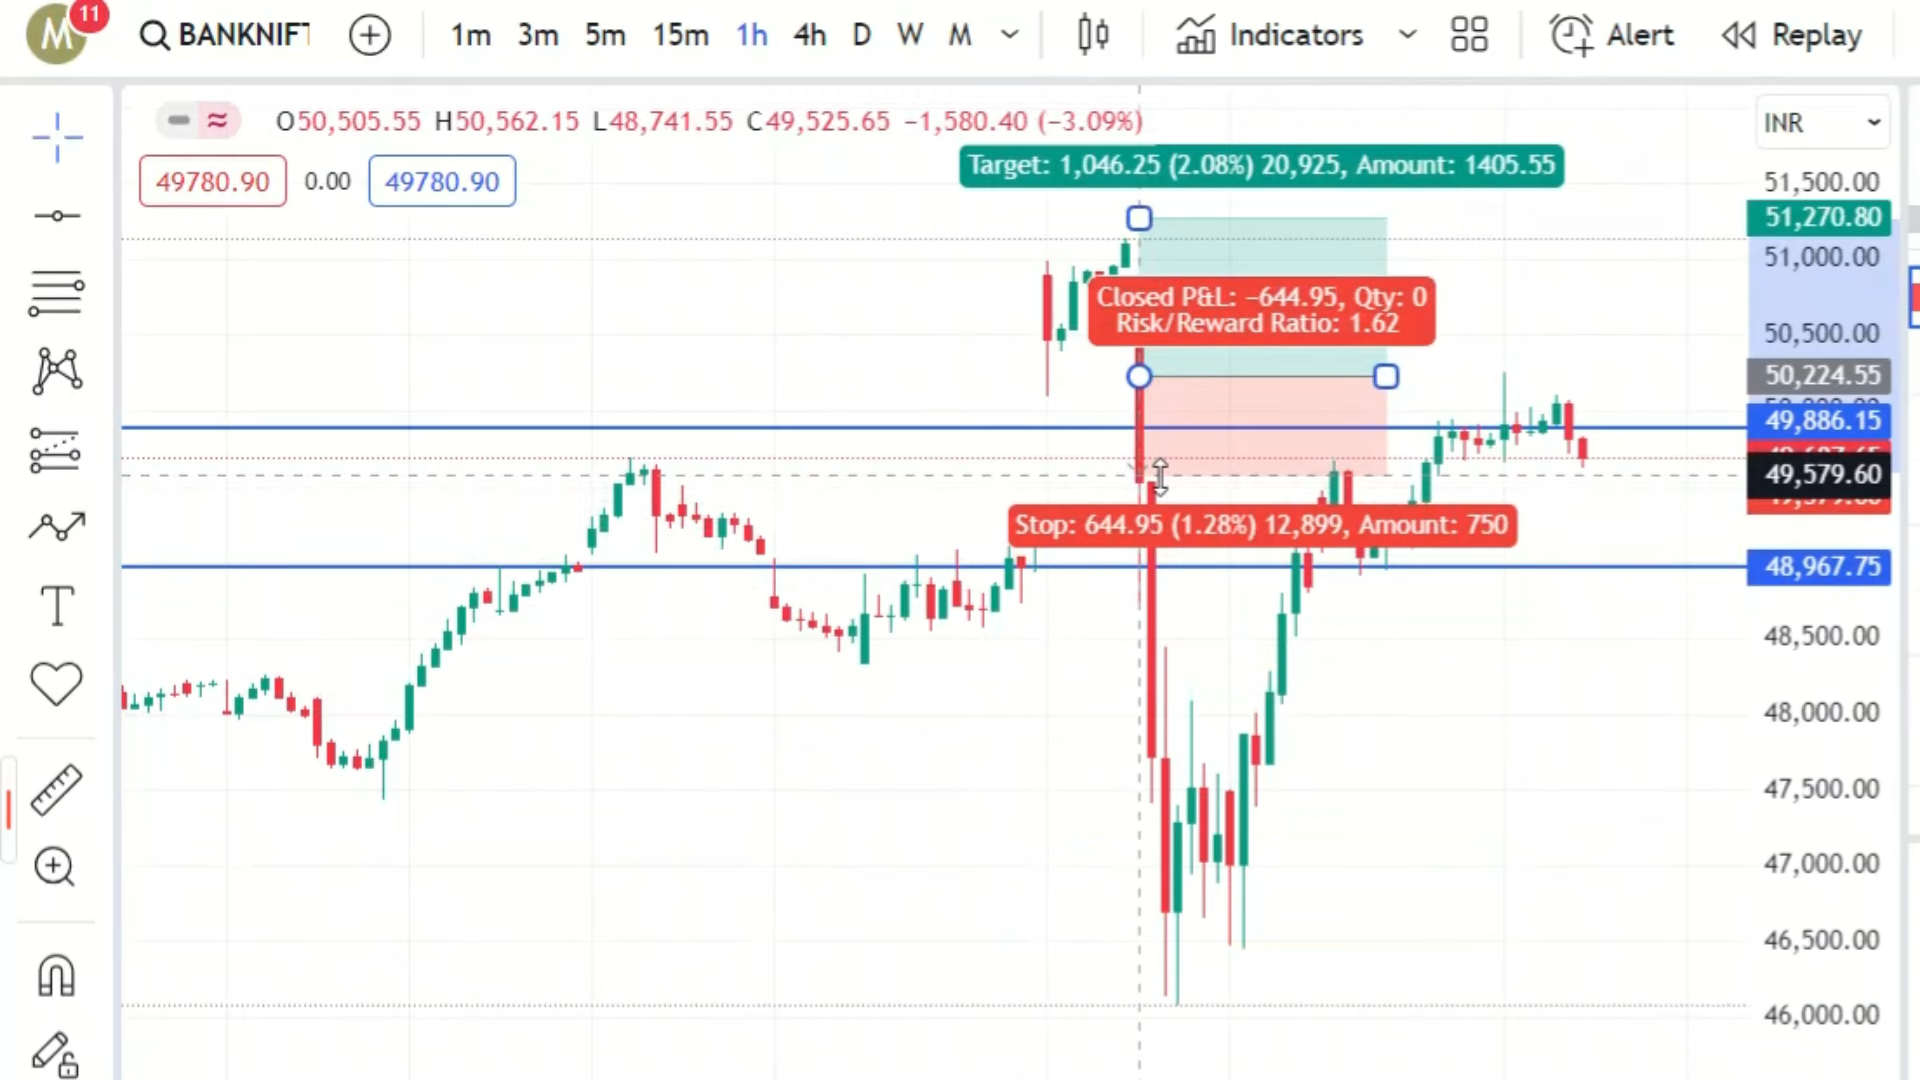 M 11 BANKNIFT 1m 3m 5m 15m 1h 4h D W M Indicators Alert Replay
O50,505.55 H50,562.15 L48,741.55 C49,525.65 −1,580.40 (−3.09%)
INR
49780.90 0.00 49780.90
Target: 1,046.25 (2.08%) 20,925, Amount: 1405.55
51,500.00
51,270.80
51,000.00
Closed P&L: −644.95, Qty: 0
Risk/Reward Ratio: 1.62
50,500.00
50,224.55
49,886.15
49,579.60
Stop: 644.95 (1.28%) 12,899, Amount: 750
48,967.75
T
48,500.00
48,000.00
47,500.00
47,000.00
46,500.00
46,000.00